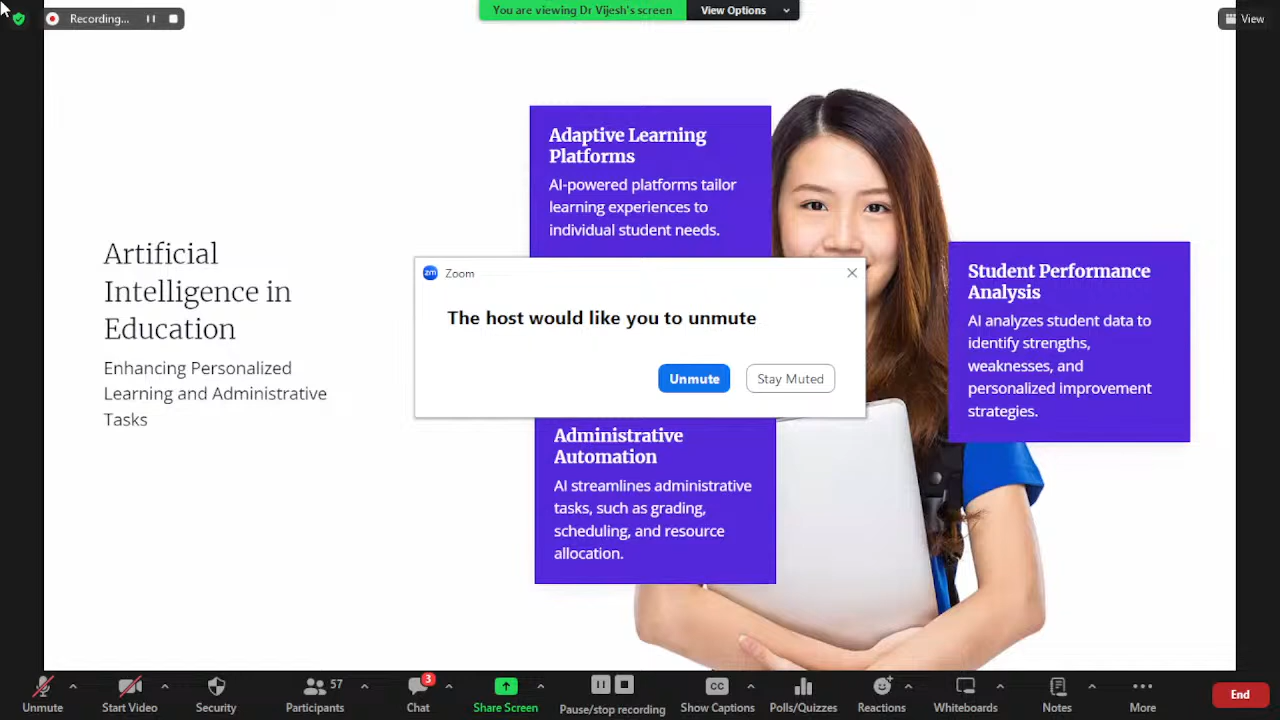 Recording...
You are viewing Dr Vijesh's screen
View Options
View
Artificial
Intelligence in
Education
Enhancing Personalized
Learning and Administrative
Tasks
Adaptive Learning
Platforms
AI-powered platforms tailor
learning experiences to
individual student needs.
zm Zoom
The host would like you to unmute
Unmute
Stay Muted
Student Performance
Analysis
AI analyzes student data to
identify strengths,
weaknesses, and
personalized improvement
strategies.
Administrative
Automation
AI streamlines administrative
tasks, such as grading,
scheduling, and resource
allocation.
Unmute
Start Video
Security
57
Participants
3
Chat
Share Screen
Pause/stop recording
CC
Show Captions
Polls/Quizzes
Reactions
Whiteboards
Notes
More
End